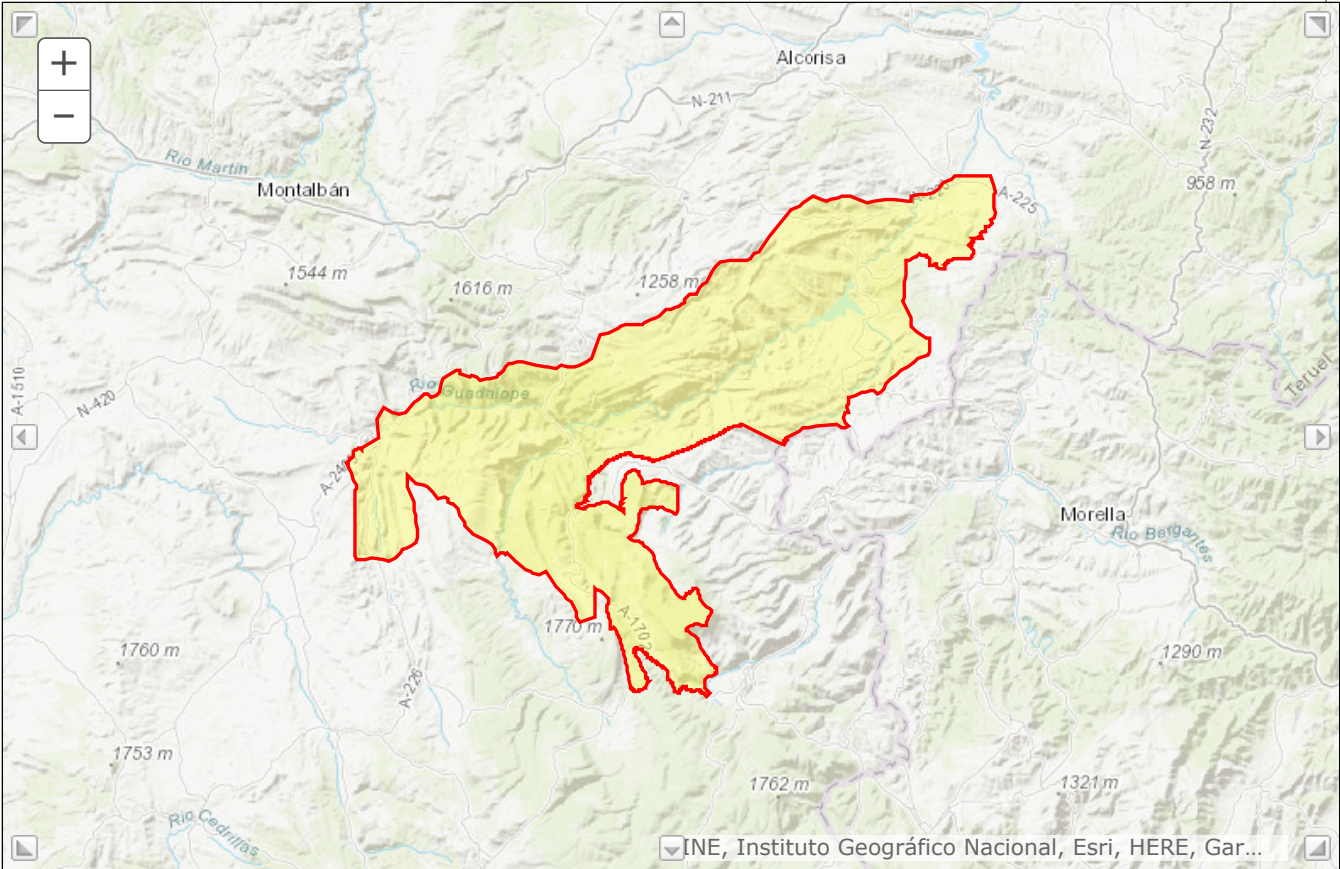 +
−
Alcorisa
N-211
N-232
Río Martín
Montalbán
958 m
A-225
1544 m
1616 m
1258 m
A-1510
N-420
Río
Guadalope
Teruel
Morella
Río Bergantes
A-1702
1770 m
1760 m
1290 m
A-226
1753 m
1762 m
1321 m
Río Cedrillas
INE, Instituto Geográfico Nacional, Esri, HERE, Gar...